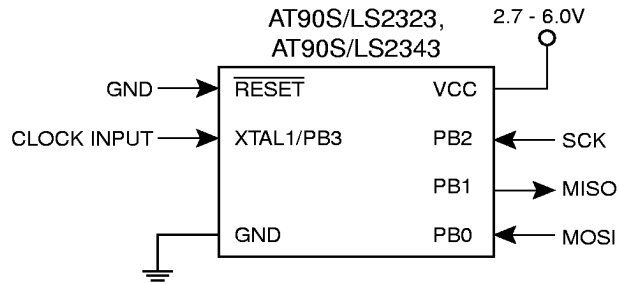 AT90S/LS2323,
AT90S/LS2343
2.7 - 6.0V
GND RESET VCC
CLOCK INPUT XTAL1/PB3 PB2 SCK
PB1 MISO
GND PB0 MOSI